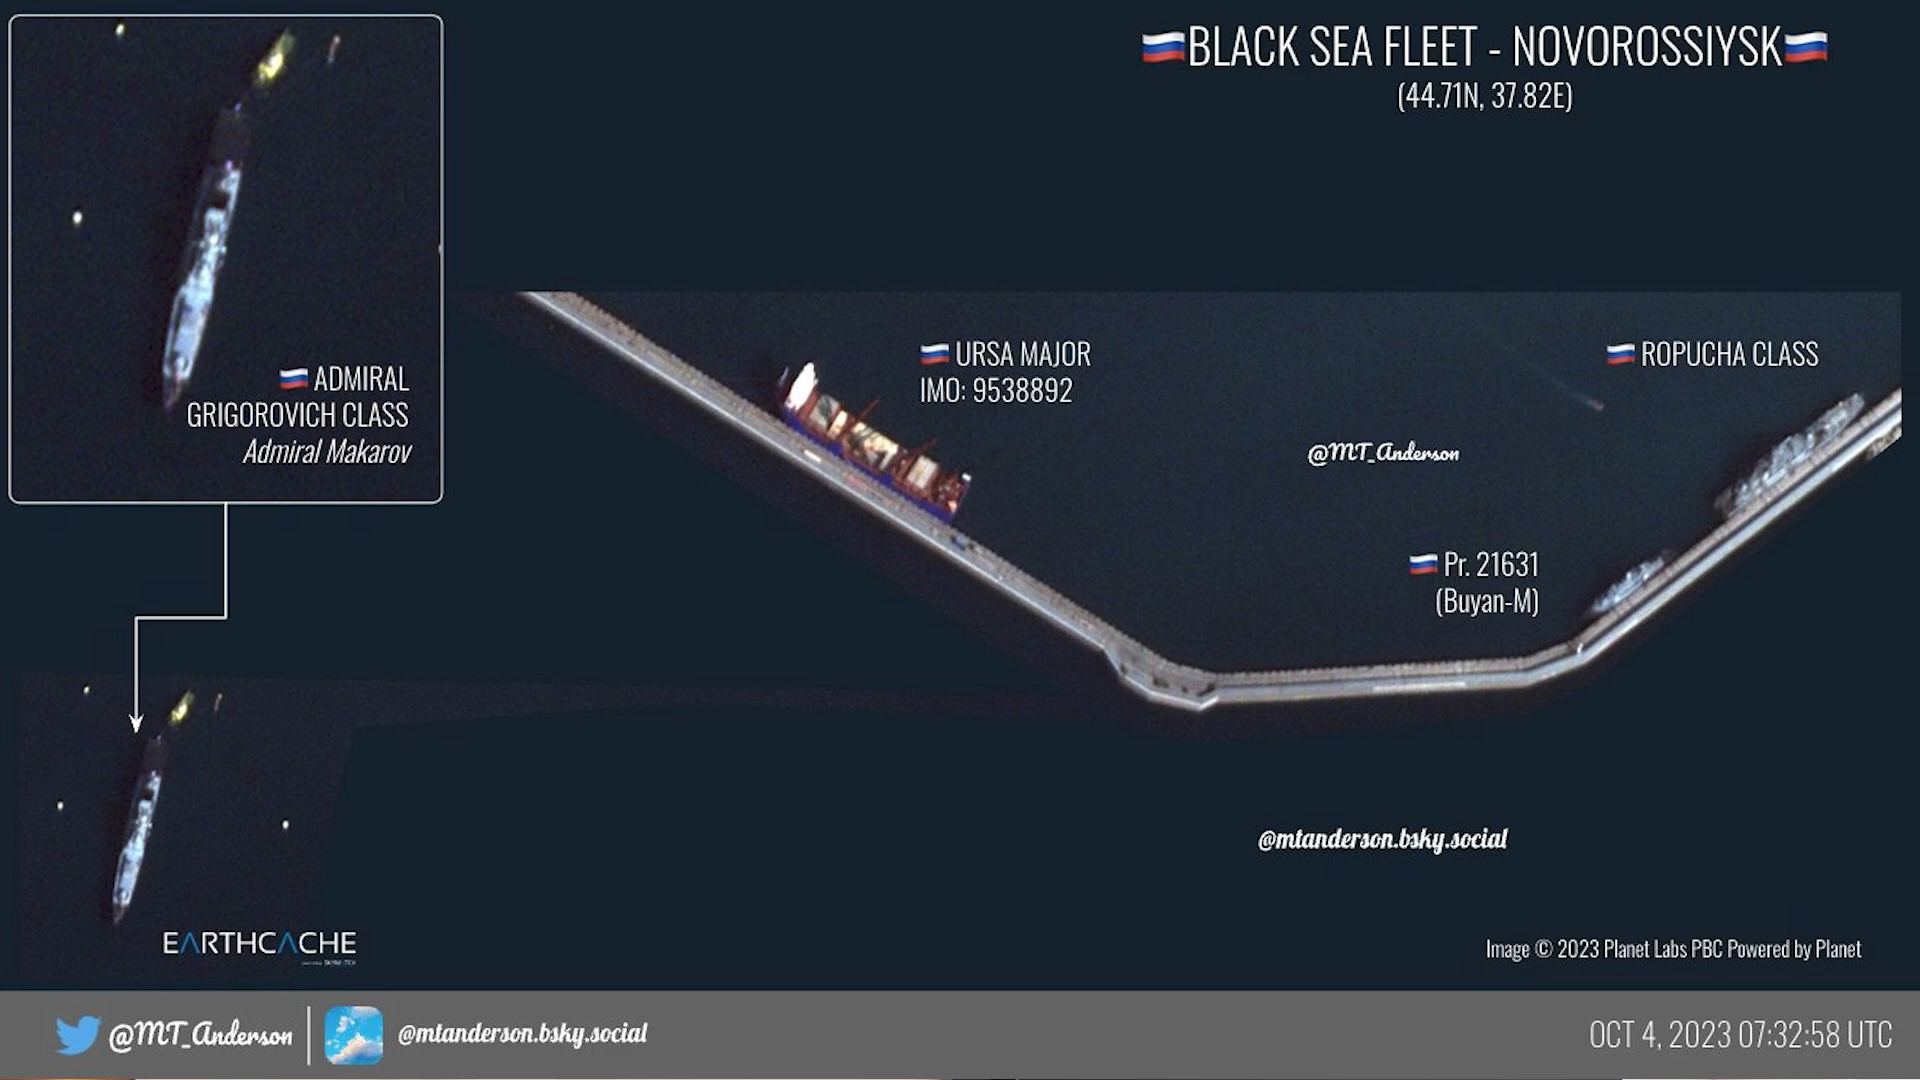 BLACK SEA FLEET - NOVOROSSIYSK
(44.71N, 37.82E)
ADMIRAL
GRIGOROVICH CLASS
Admiral Makarov
URSA MAJOR
IMO: 9538892
ROPUCHA CLASS
@MT_Anderson
Pr. 21631
(Buyan-M)
@mtanderson.bsky.social
EARTHCACHE
Image © 2023 Planet Labs PBC Powered by Planet
@MT_Anderson
@mtanderson.bsky.social
OCT 4, 2023 07:32:58 UTC